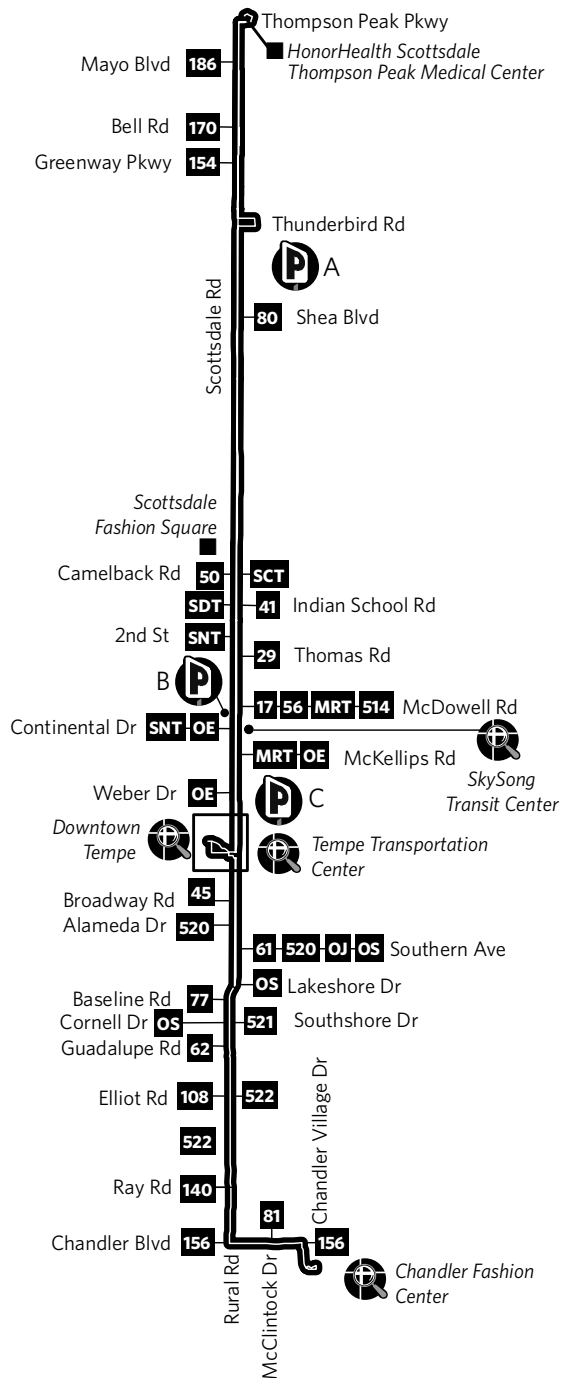 Thompson Peak Pkwy
HonorHealth Scottsdale
Thompson Peak Medical Center
Mayo Blvd 186
Bell Rd 170
Greenway Pkwy 154
Thunderbird Rd
P A
Scottsdale Rd
80 Shea Blvd
Scottsdale
Fashion Square
Camelback Rd 50 SCT
SDT 41 Indian School Rd
2nd St SNT
29 Thomas Rd
B P
17 56 MRT 514 McDowell Rd
Continental Dr SNT OE
SkySong
Transit Center
MRT OE McKellips Rd
Weber Dr OE
P C
Downtown
Tempe
Tempe Transportation
Center
Broadway Rd 45
Alameda Dr 520
61 520 OJ OS Southern Ave
OS Lakeshore Dr
Baseline Rd 77
Cornell Dr OS
521 Southshore Dr
Guadalupe Rd 62
Elliot Rd 108 522
522
Ray Rd 140
81
Chandler Village Dr
Chandler Blvd 156
156
Rural Rd
McClintock Dr
Chandler Fashion
Center